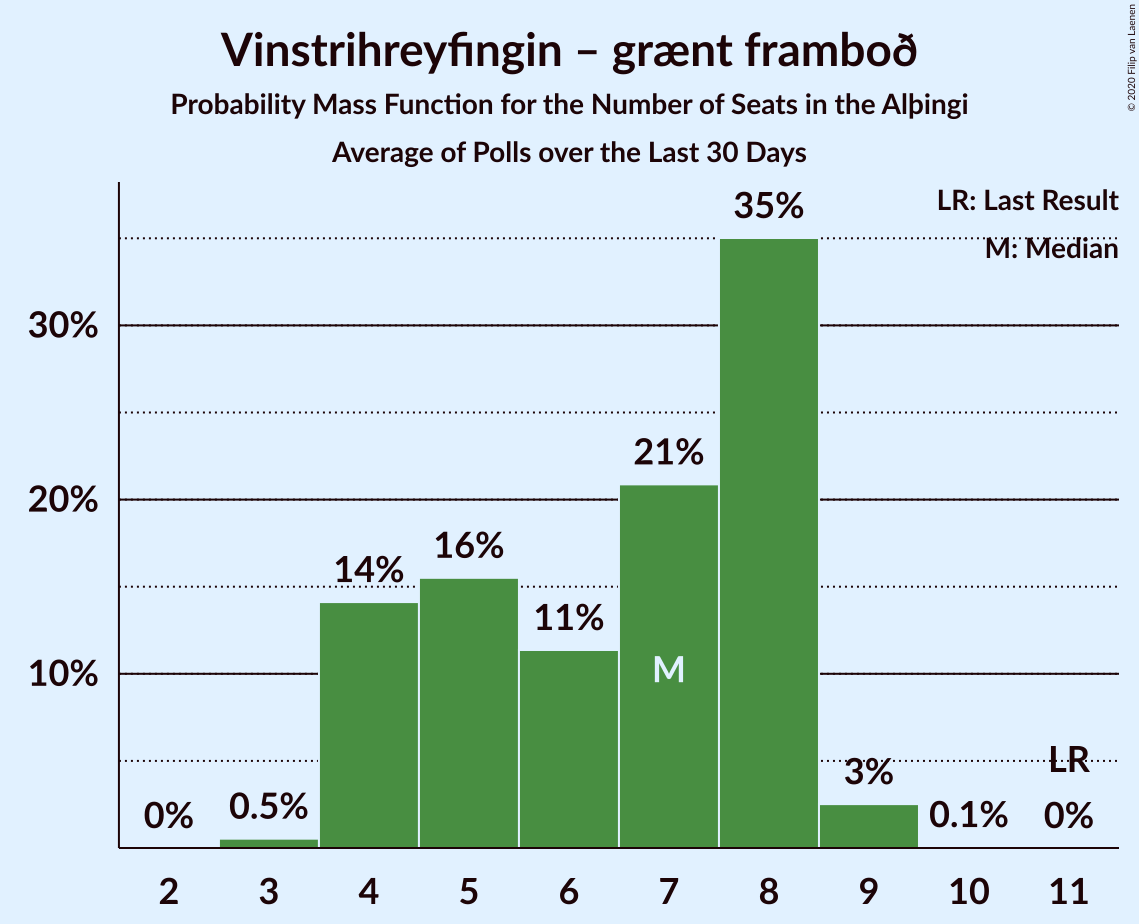 Vinstrihreyfingin – grænt framboð
Probability Mass Function for the Number of Seats in the Alþingi
Average of Polls over the Last 30 Days
© 2020 Filip van Laenen
LR: Last Result
M: Median
35%
30%
21%
20%
16%
14%
11%
10%
M
LR
3%
0%
0.5%
0.1%
0%
2 3 4 5 6 7 8 9 10 11